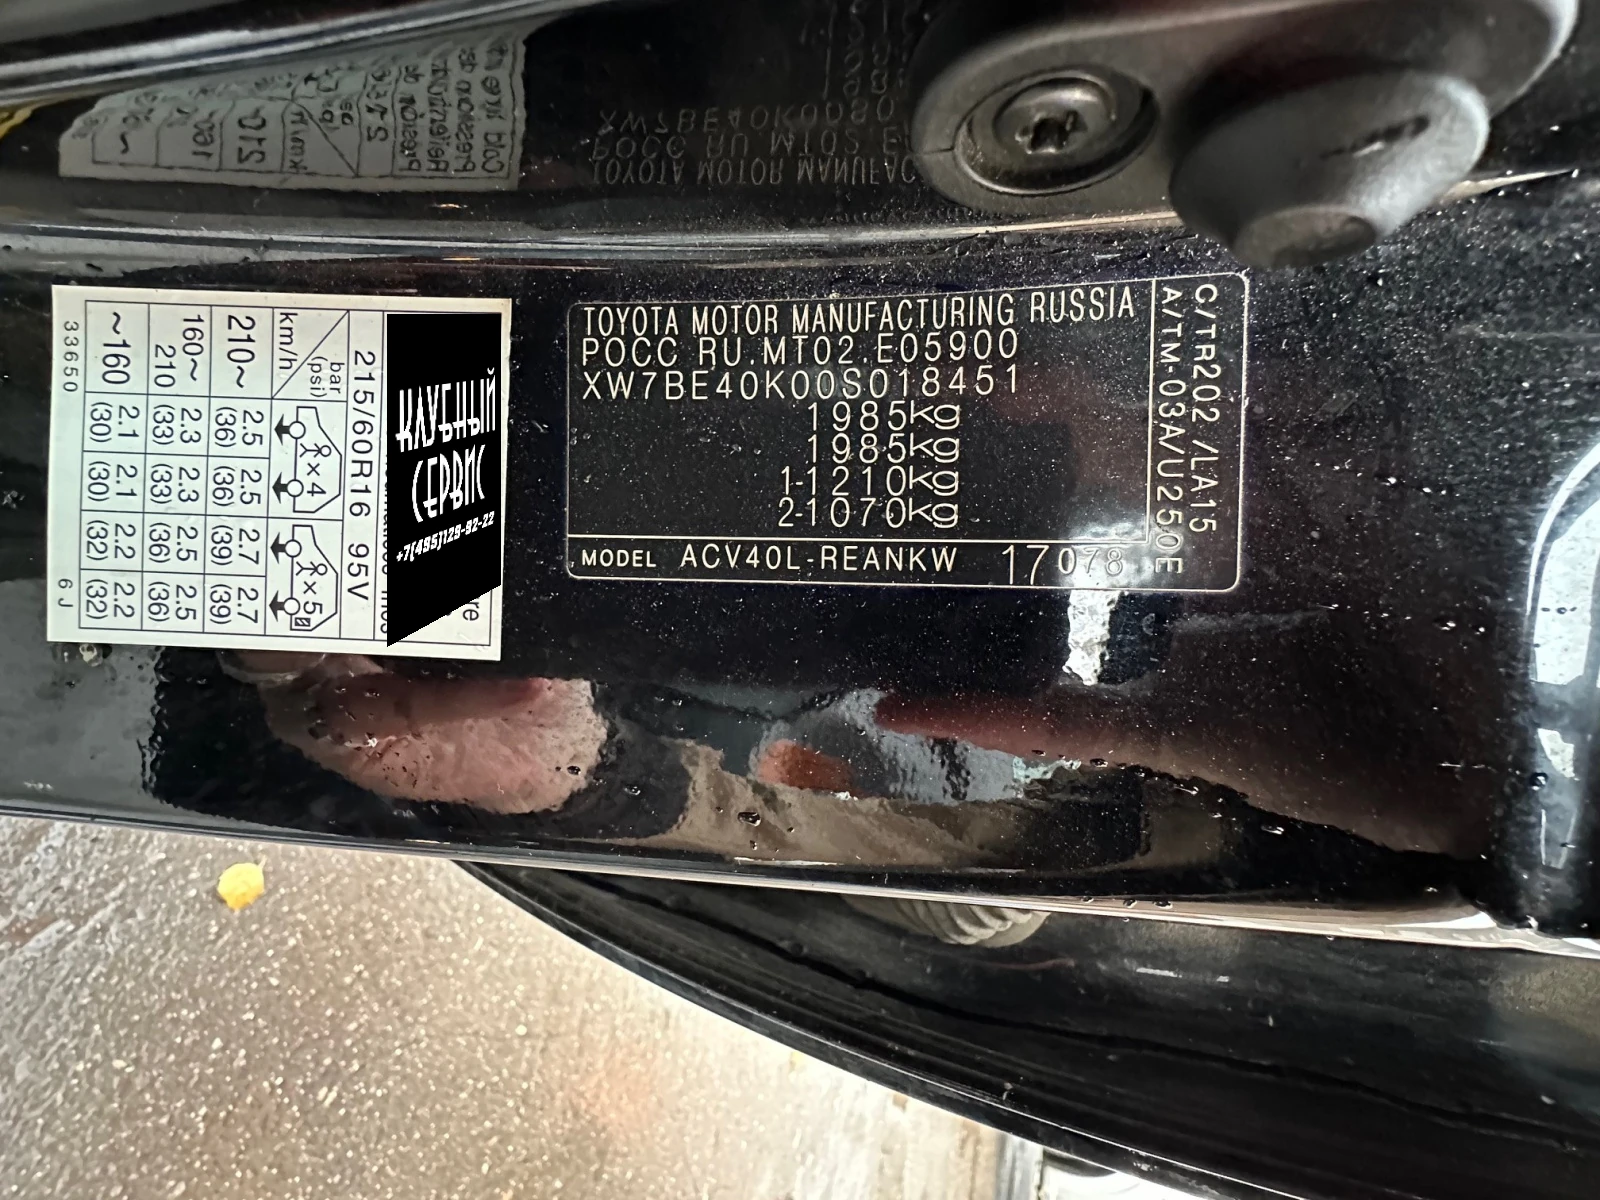 TOYOTA MOTOR MANUFACTURING RUSSIA
POCC RU.MT02.E05900
XW7BE40K00S018451
1985kg
1985kg
1-1210kg
2-1070kg
MODEL ACV40L-REANKW 17078
C/TR202 /LA15
A/TM-03A/U250E
КЛУБНЫЙ
СЕРВИС
+7(495)129-92-22
215/60R16 95V
bar
(psi)
km/h
x4
x5
210~ 2.5 (36) 2.5 (36) 2.7 (39) 2.7 (39)
160~210 2.3 (33) 2.3 (33) 2.5 (36) 2.5 (36)
~160 2.1 (30) 2.1 (30) 2.2 (32) 2.2 (32)
33650 6J